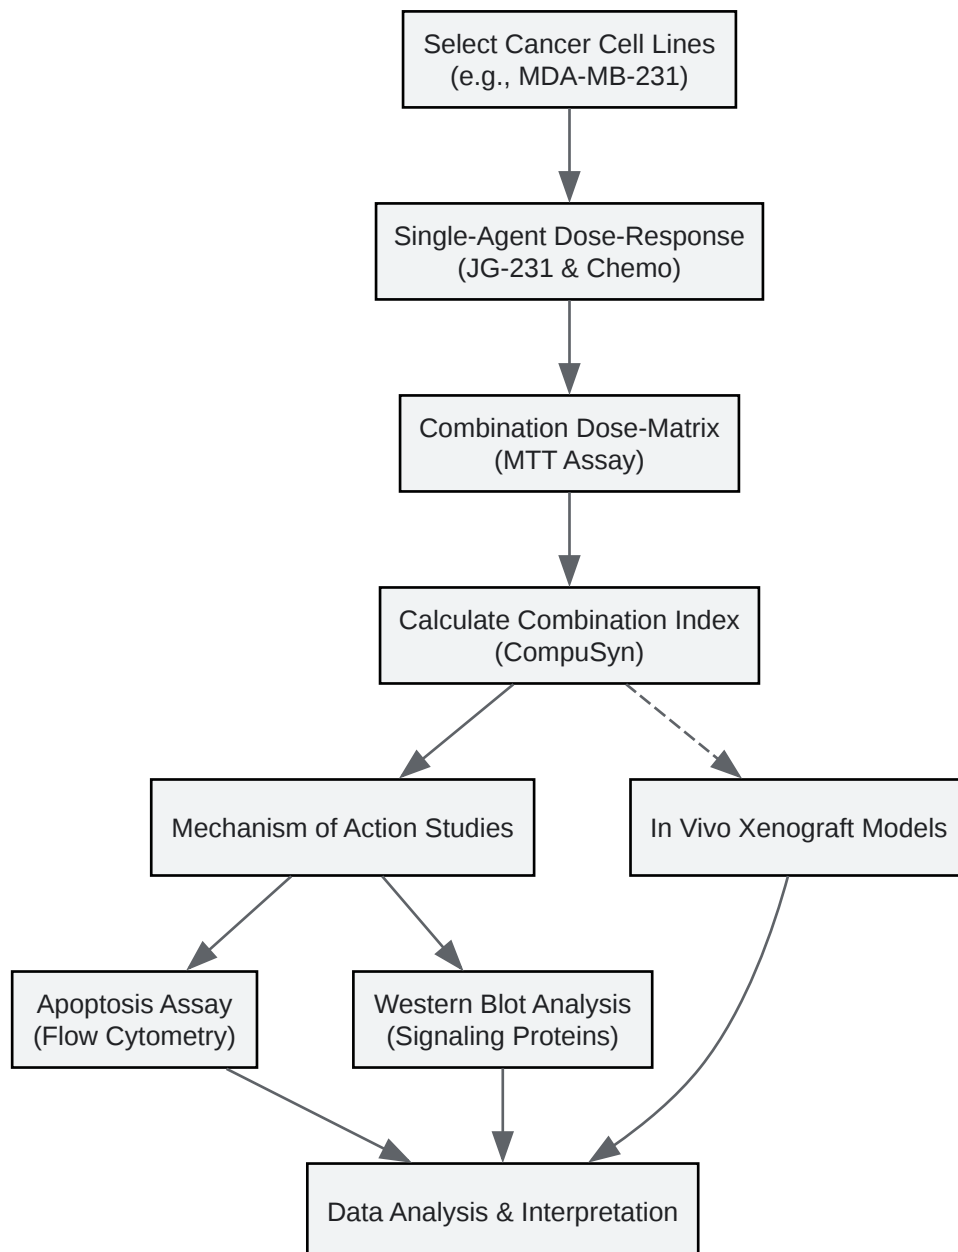 Select Cancer Cell Lines
(e.g., MDA-MB-231)
Single-Agent Dose-Response
(JG-231 & Chemo)
Combination Dose-Matrix
(MTT Assay)
Calculate Combination Index
(CompuSyn)
Mechanism of Action Studies
In Vivo Xenograft Models
Apoptosis Assay
(Flow Cytometry)
Western Blot Analysis
(Signaling Proteins)
Data Analysis & Interpretation